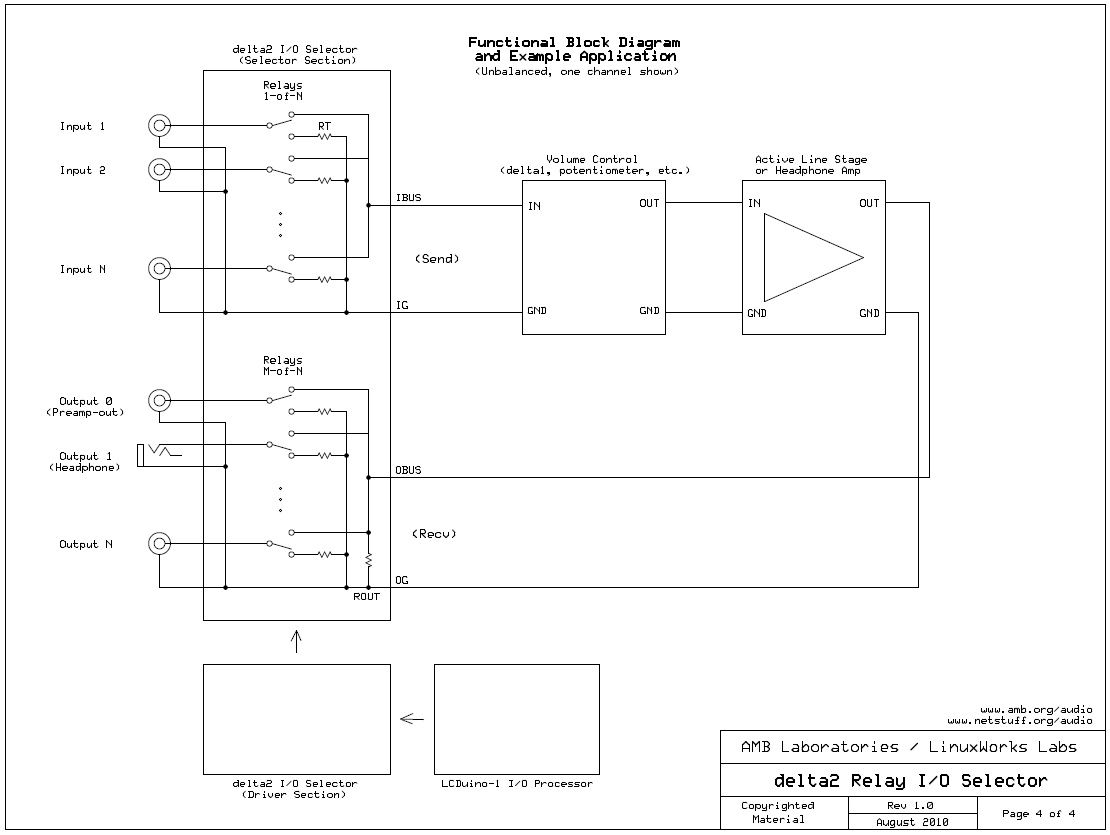 Functional Block Diagram
and Example Application
(Unbalanced, one channel shown)
delta2 I/O Selector
(Selector Section)
Relays
1-of-N
Input 1
RT
Input 2
Input N
IBUS
(Send)
IG
Volume Control
(delta1, potentiometer, etc.)
IN
OUT
GND
GND
Active Line Stage
or Headphone Amp
IN
OUT
GND
GND
Relays
M-of-N
Output 0
(Preamp-out)
Output 1
(Headphone)
Output N
OBUS
(Recv)
OG
ROUT
delta2 I/O Selector
(Driver Section)
LCDuino-1 I/O Processor
www.amb.org/audio
www.netstuff.org/audio
AMB Laboratories / LinuxWorks Labs
delta2 Relay I/O Selector
Copyrighted
Material
Rev 1.0
August 2010
Page 4 of 4